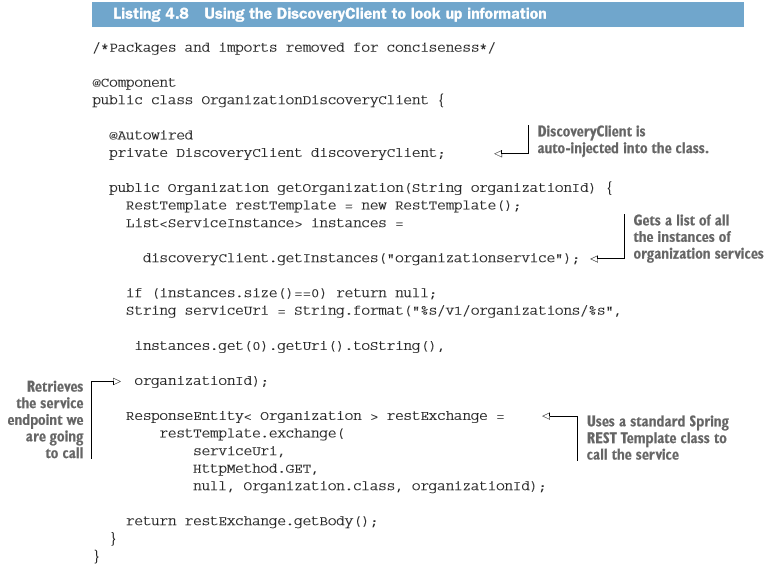 Listing 4.8 Using the DiscoveryClient to look up information
/*Packages and imports removed for conciseness*/
@Component
public class OrganizationDiscoveryClient {
@Autowired
private DiscoveryClient discoveryClient;
DiscoveryClient is
auto-injected into the class.
public Organization getOrganization(String organizationId) {
RestTemplate restTemplate = new RestTemplate();
List<ServiceInstance> instances =
discoveryClient.getInstances("organizationservice");
Gets a list of all
the instances of
organization services
if (instances.size()==0) return null;
String serviceUri = String.format("%s/v1/organizations/%s",
instances.get(0).getUri().toString(),
organizationId);
Retrieves
the service
endpoint we
are going
to call
ResponseEntity< Organization > restExchange =
restTemplate.exchange(
serviceUri,
HttpMethod.GET,
null, Organization.class, organizationId);
Uses a standard Spring
REST Template class to
call the service
return restExchange.getBody();
}
}